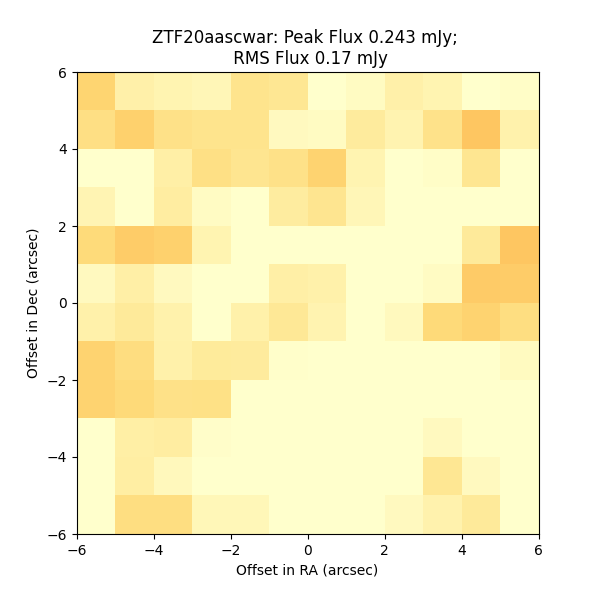 ZTF20aascwar: Peak Flux 0.243 mJy;
RMS Flux 0.17 mJy
6
4
2
0
−2
−4
−6
Offset in Dec (arcsec)
−6 −4 −2 0 2 4 6
Offset in RA (arcsec)